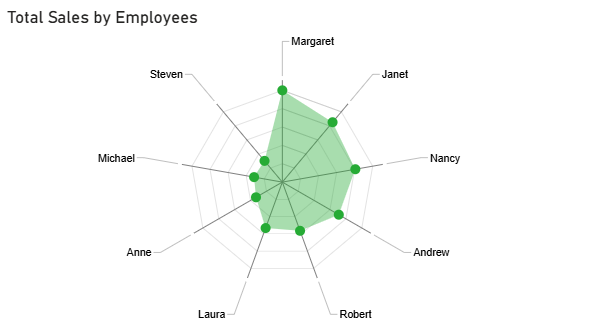 Total Sales by Employees
Margaret
Steven
Janet
Michael
Nancy
Anne
Andrew
Laura
Robert